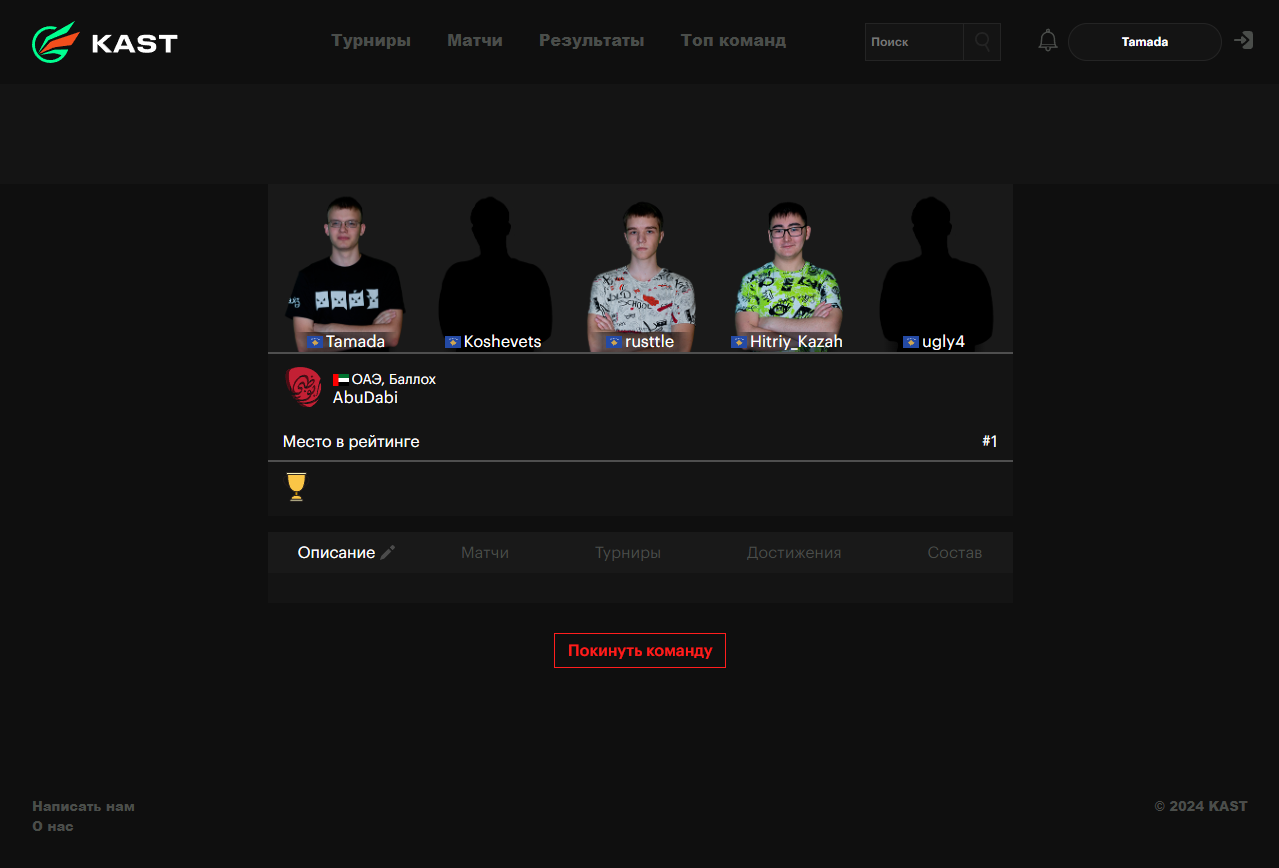 KAST
Турниры Матчи Результаты Топ команд
Поиск
Tamada
Tamada Koshevets rusttle Hitriy_Kazah ugly4
ОАЭ, Баллох
AbuDabi
Место в рейтинге #1
Описание Матчи Турниры Достижения Состав
Покинуть команду
Написать нам
О нас
© 2024 KAST